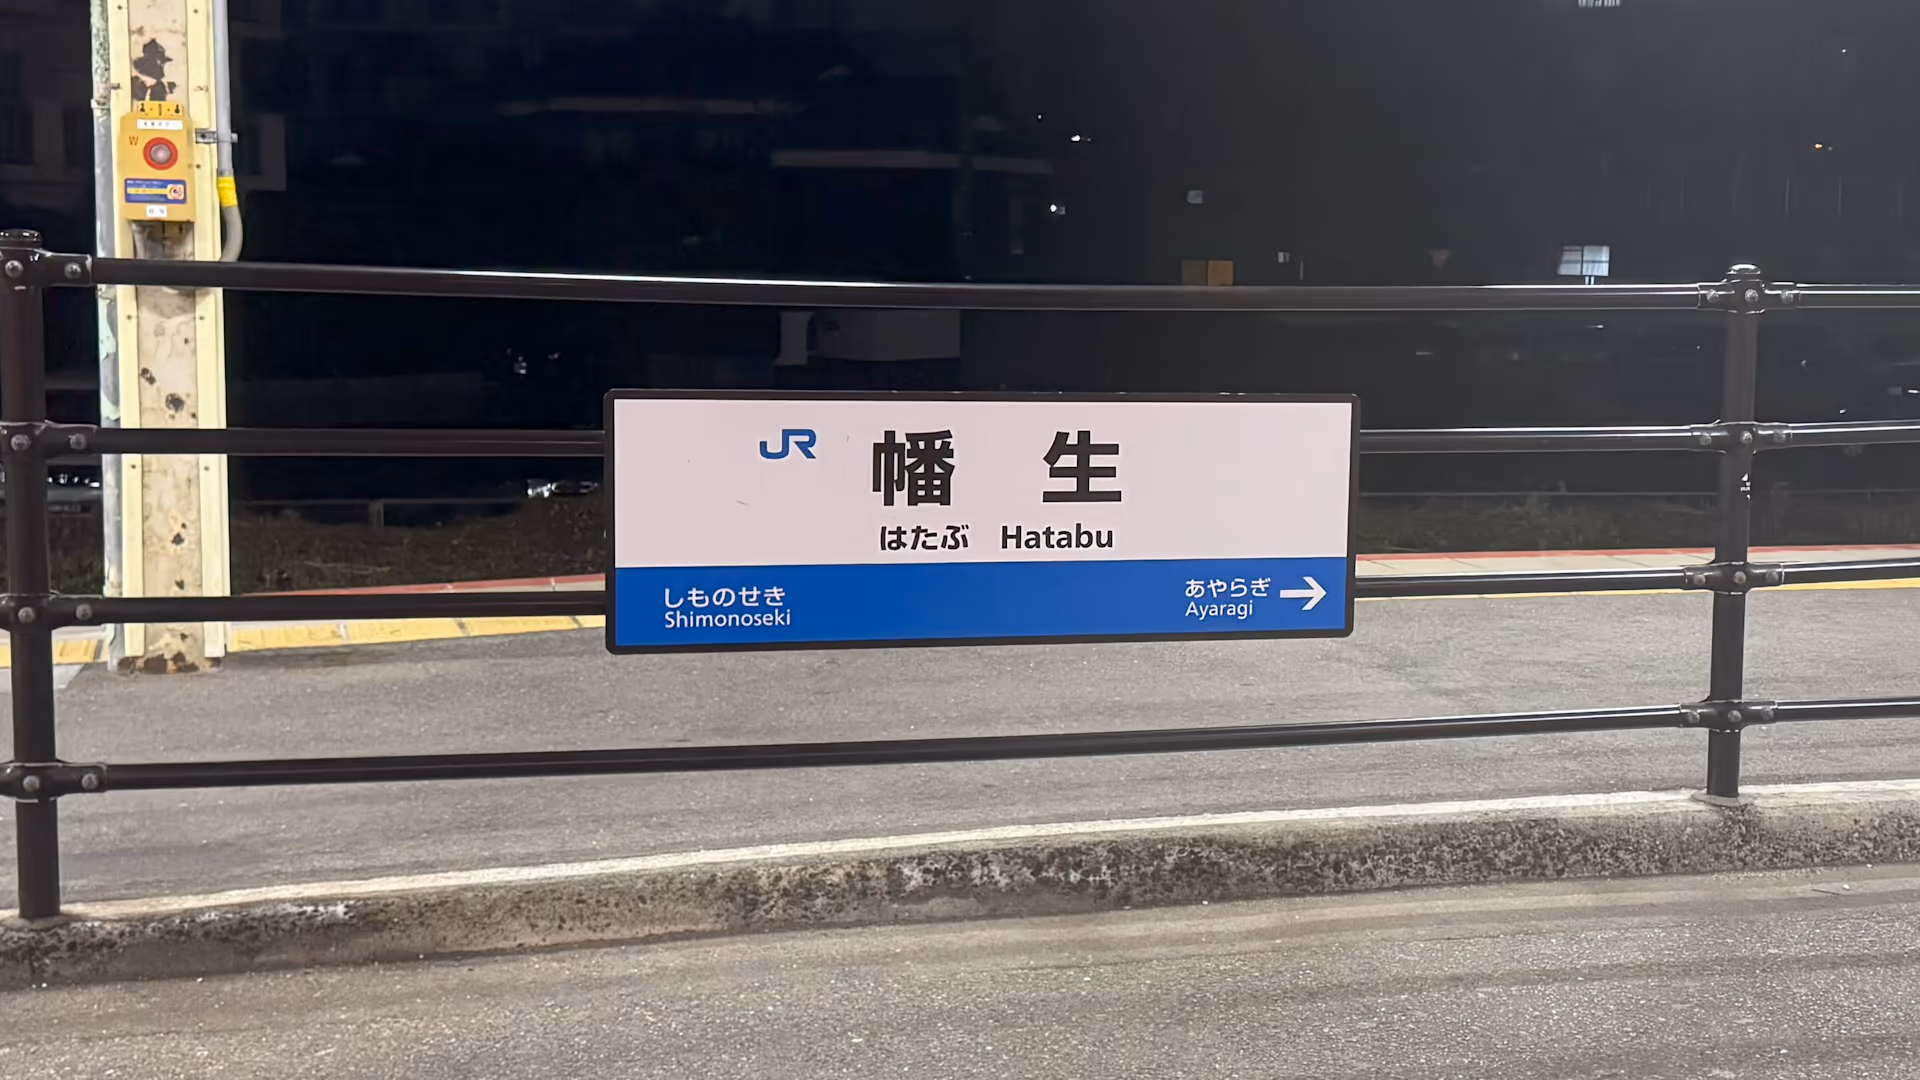 JR 幡生
はたぶ Hatabu
しものせき
Shimonoseki
あやらぎ →
Ayaragi
W